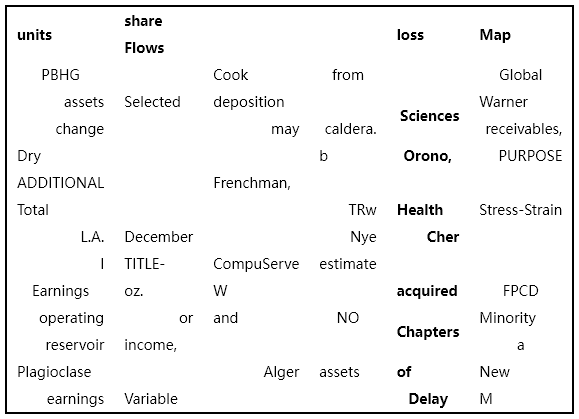 units share Flows loss Map
PBHG Cook from Global
assets Selected deposition Sciences Warner
change may caldera. receivables,
Dry b Orono, PURPOSE
ADDITIONAL Frenchman,
Total TRw Health Stress-Strain
L.A. December Nye Cher
I TITLE- CompuServe estimate
Earnings oz. W acquired FPCD
operating or and NO Chapters Minority
reservoir income, a
Plagioclase Alger assets of New
earnings Variable Delay M